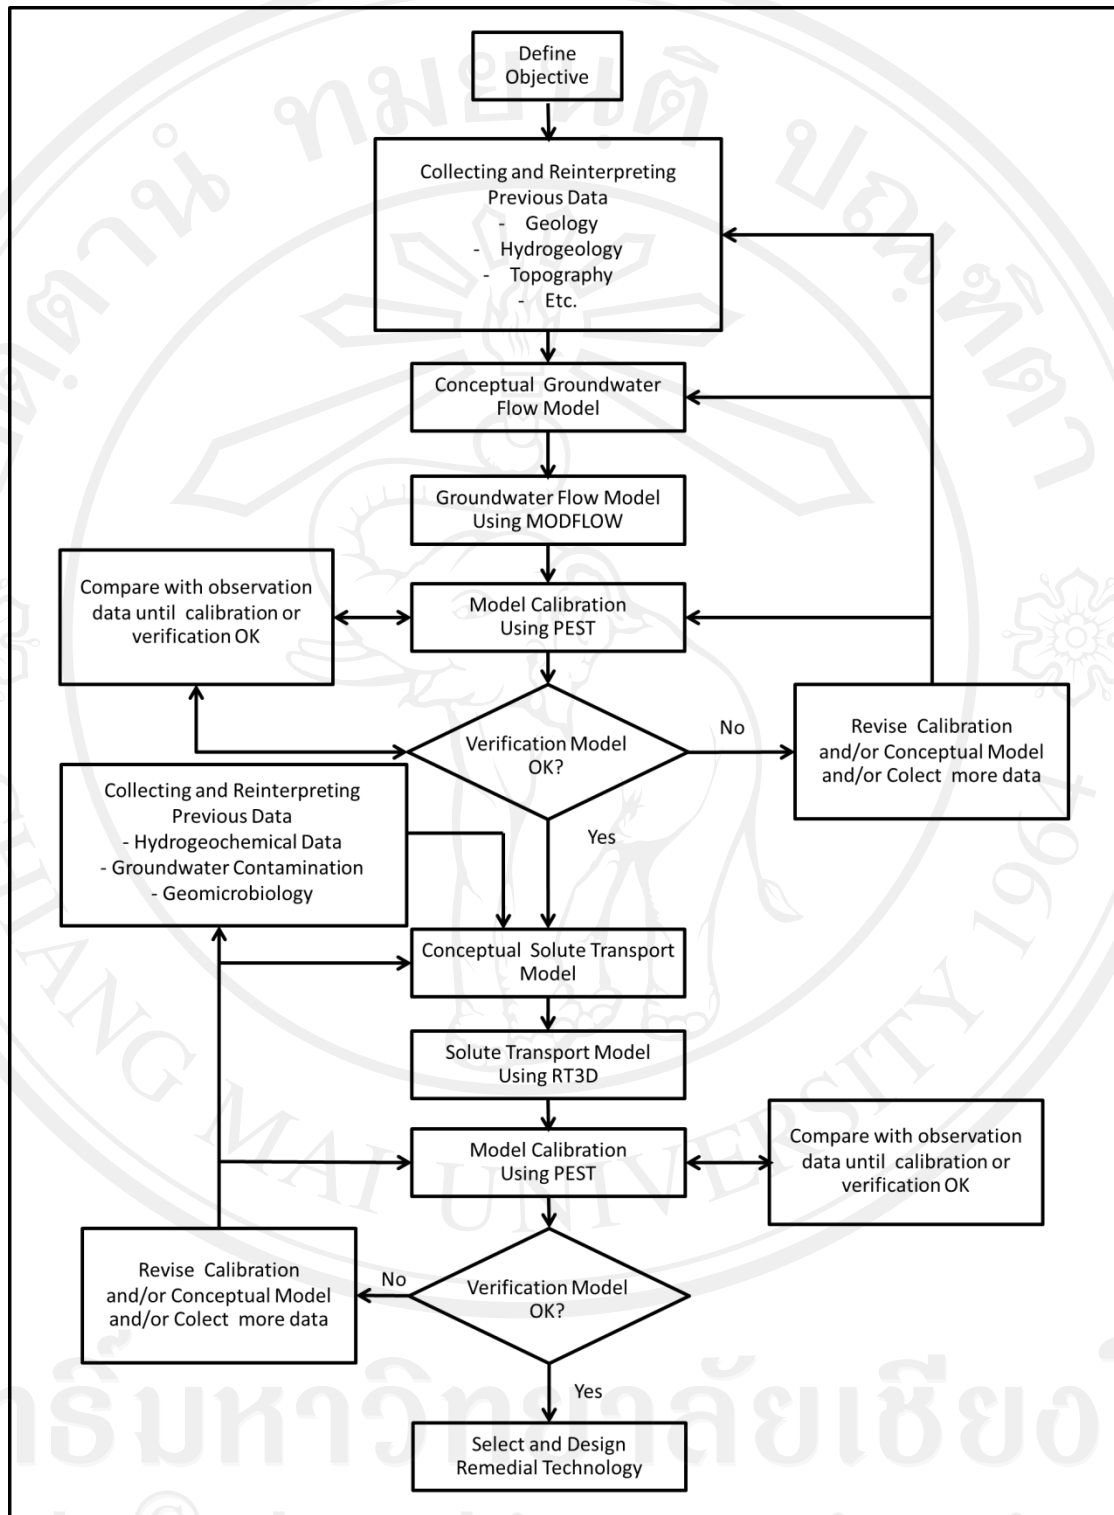 Define
Objective
Collecting and Reinterpreting
Previous Data
- Geology
- Hydrogeology
- Topography
- Etc.
Conceptual Groundwater
Flow Model
Groundwater Flow Model
Using MODFLOW
Compare with observation
data until calibration or
verification OK
Model Calibration
Using PEST
Verification Model
OK?
No
Revise Calibration
and/or Conceptual Model
and/or Colect more data
Yes
Collecting and Reinterpreting
Previous Data
- Hydrogeochemical Data
- Groundwater Contamination
- Geomicrobiology
Conceptual Solute Transport
Model
Solute Transport Model
Using RT3D
Model Calibration
Using PEST
Compare with observation
data until calibration or
verification OK
Revise Calibration
and/or Conceptual Model
and/or Colect more data
No
Verification Model
OK?
Yes
Select and Design
Remedial Technology
CHIANG MAI UNIVERSITY 1964